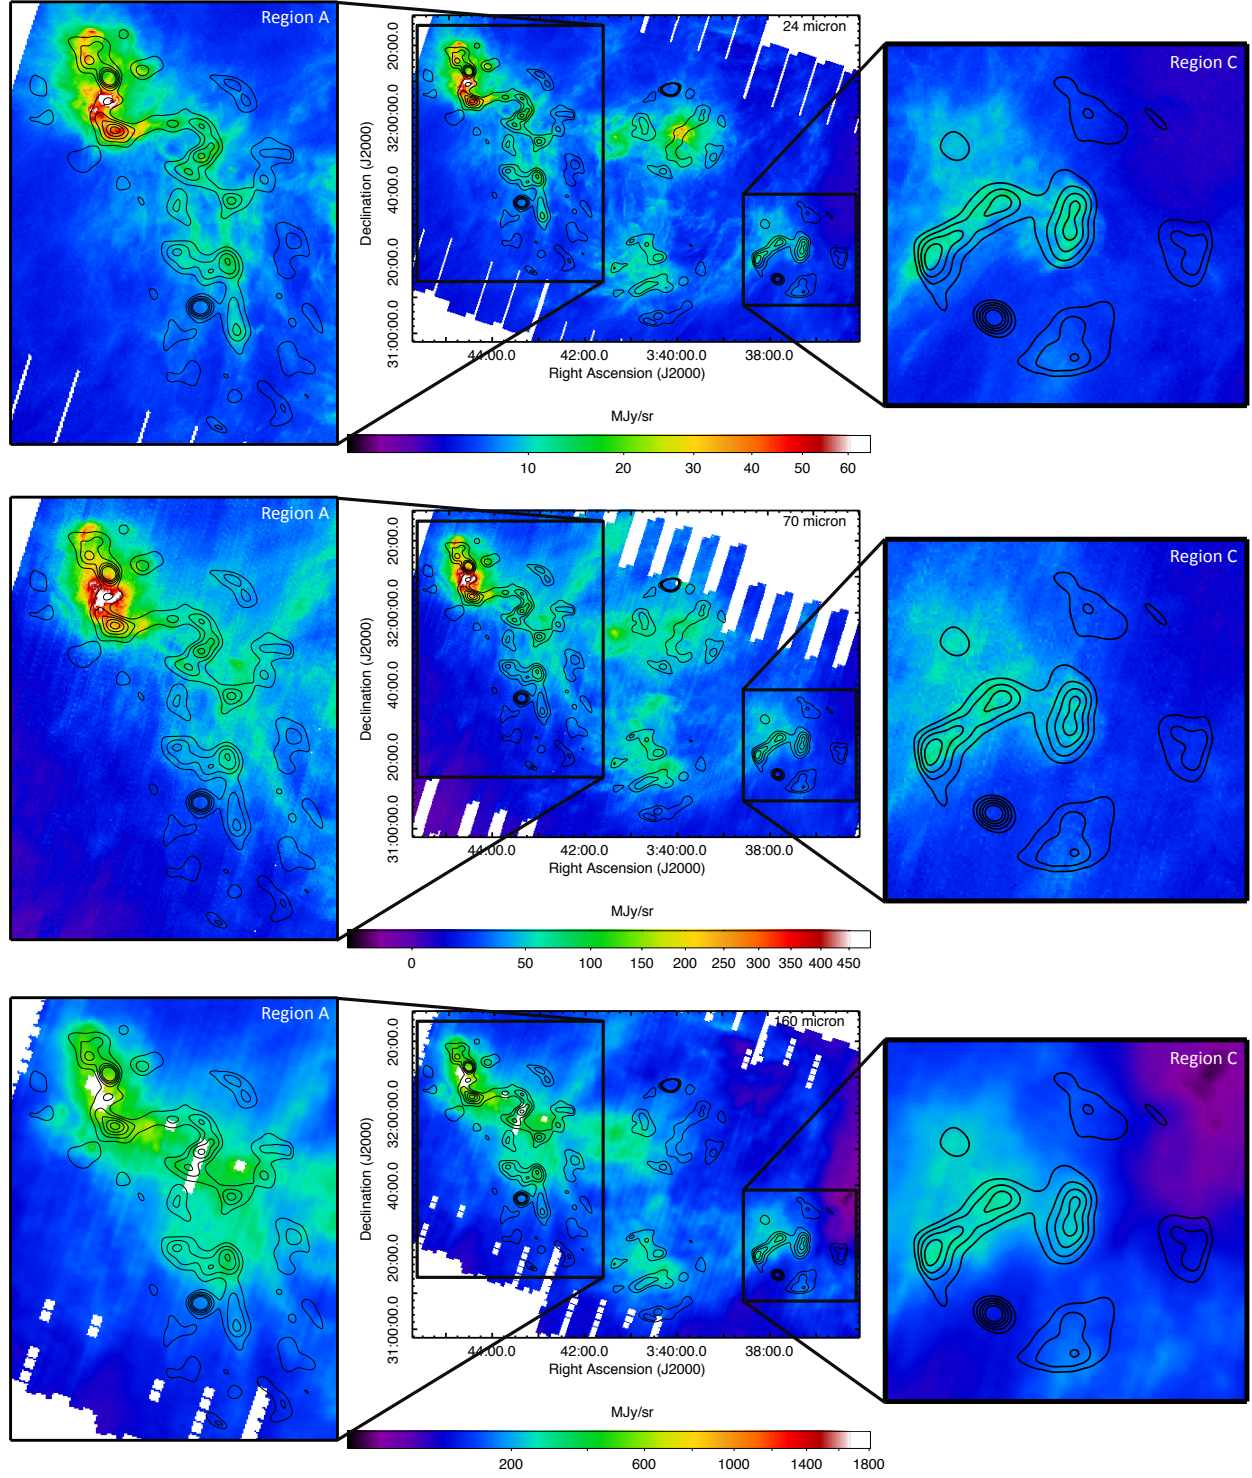 Region A
24 micron
Region C
20:00.0
32:00:00.0
40:00.0
20:00.0
31:00:00.0
Declination (J2000)
44:00.0 42:00.0 3:40:00.0 38:00.0
Right Ascension (J2000)
MJy/sr
10 20 30 40 50 60
Region A
70 micron
Region C
20:00.0
32:00:00.0
40:00.0
20:00.0
31:00:00.0
Declination (J2000)
44:00.0 42:00.0 3:40:00.0 38:00.0
Right Ascension (J2000)
MJy/sr
0 50 100 150 200 250 300 350 400 450
Region A
160 micron
Region C
20:00.0
32:00:00.0
40:00.0
20:00.0
31:00:00.0
Declination (J2000)
44:00.0 42:00.0 3:40:00.0 38:00.0
Right Ascension (J2000)
MJy/sr
200 600 1000 1400 1800